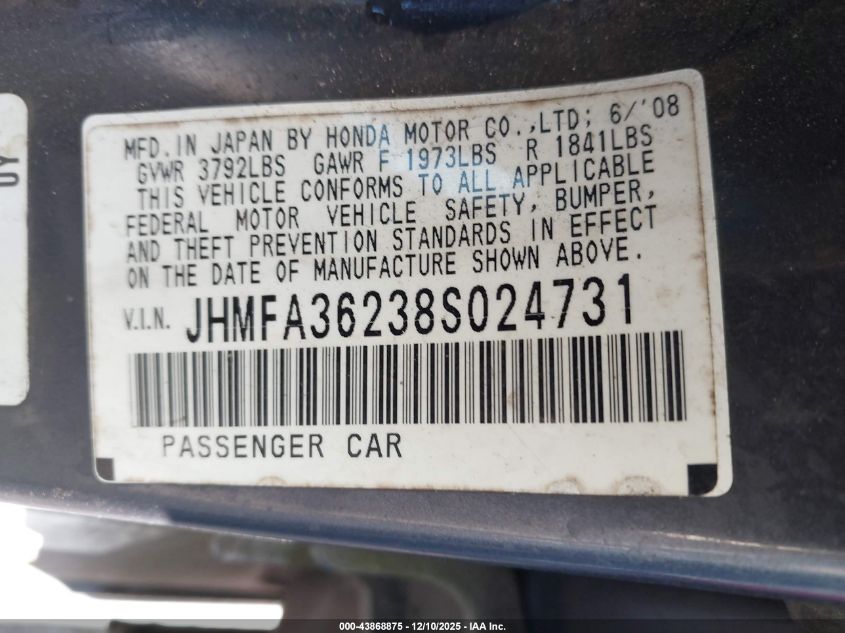 OY
MFD. IN JAPAN BY HONDA MOTOR CO.,LTD; 6/'08
GVWR 3792LBS GAWR F 1973LBS R 1841LBS
THIS VEHICLE CONFORMS TO ALL APPLICABLE
FEDERAL MOTOR VEHICLE SAFETY, BUMPER,
AND THEFT PREVENTION STANDARDS IN EFFECT
ON THE DATE OF MANUFACTURE SHOWN ABOVE.
V.I.N. JHMFA36238S024731
PASSENGER CAR
000-43868875 — 12/10/2025 — IAA Inc.